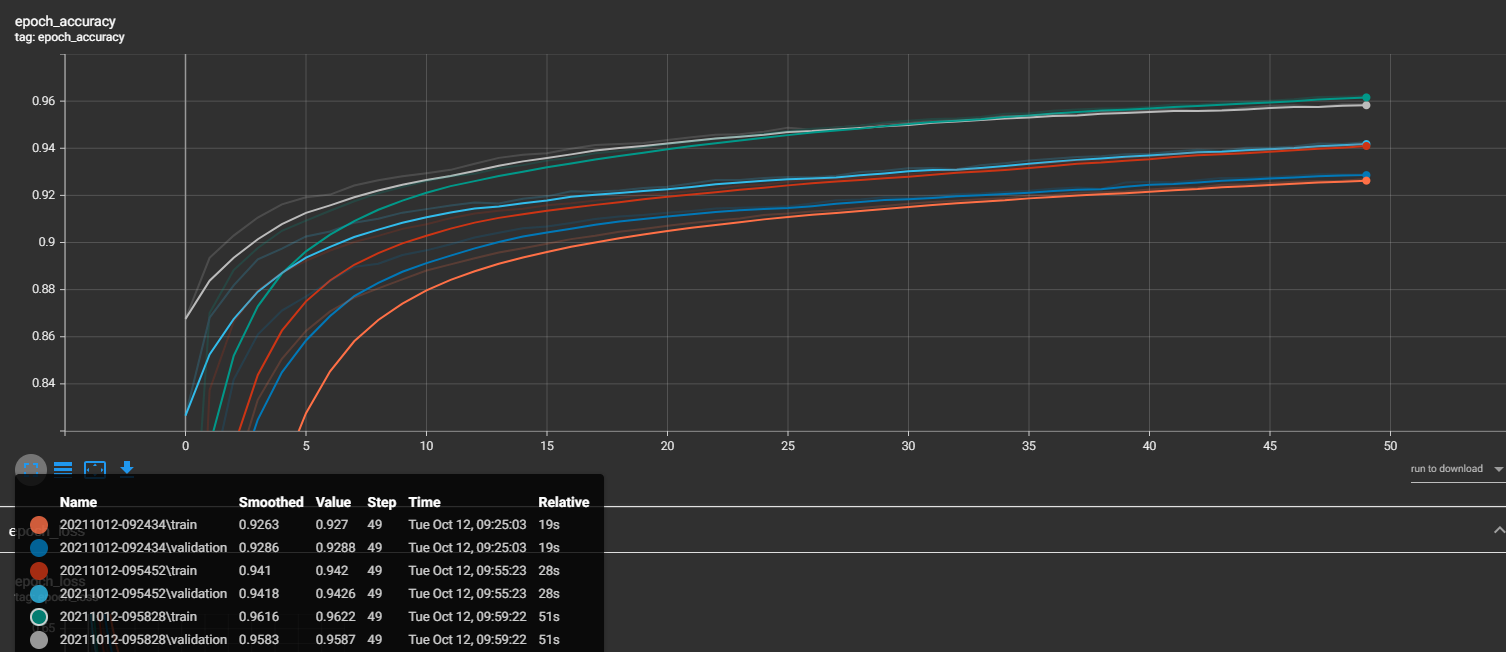 epoch_accuracy
tag: epoch_accuracy
0.96
0.94
0.92
0.9
0.88
0.86
0.84
0 5 10 15 20 25 30 35 40 45 50
run to download
Name Smoothed Value Step Time Relative
20211012-092434\train 0.9263 0.927 49 Tue Oct 12, 09:25:03 19s
epoch_loss
20211012-092434\validation 0.9286 0.9288 49 Tue Oct 12, 09:25:03 19s
20211012-095452\train 0.941 0.942 49 Tue Oct 12, 09:55:23 28s
epoch_loss
20211012-095452\validation 0.9418 0.9426 49 Tue Oct 12, 09:55:23 28s
tag: epoch_loss
20211012-095828\train 0.9616 0.9622 49 Tue Oct 12, 09:59:22 51s
20211012-095828\validation 0.9583 0.9587 49 Tue Oct 12, 09:59:22 51s